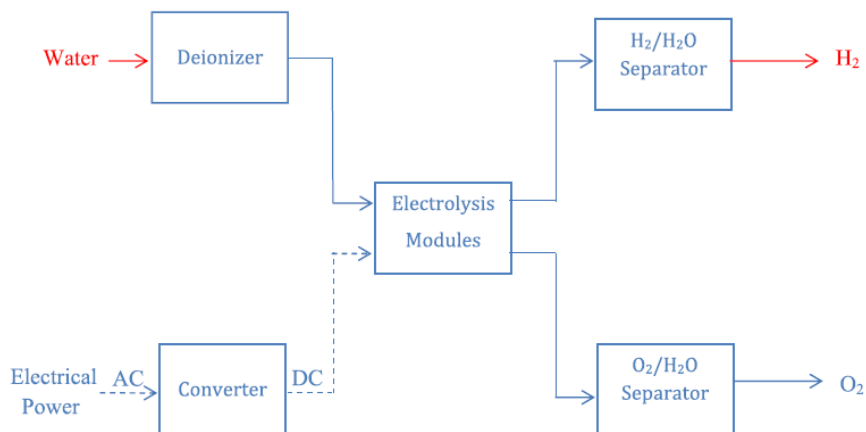 Water
Deionizer
H₂/H₂O
Separator
H₂
Electrolysis
Modules
Electrical
Power
AC
Converter
DC
O₂/H₂O
Separator
O₂